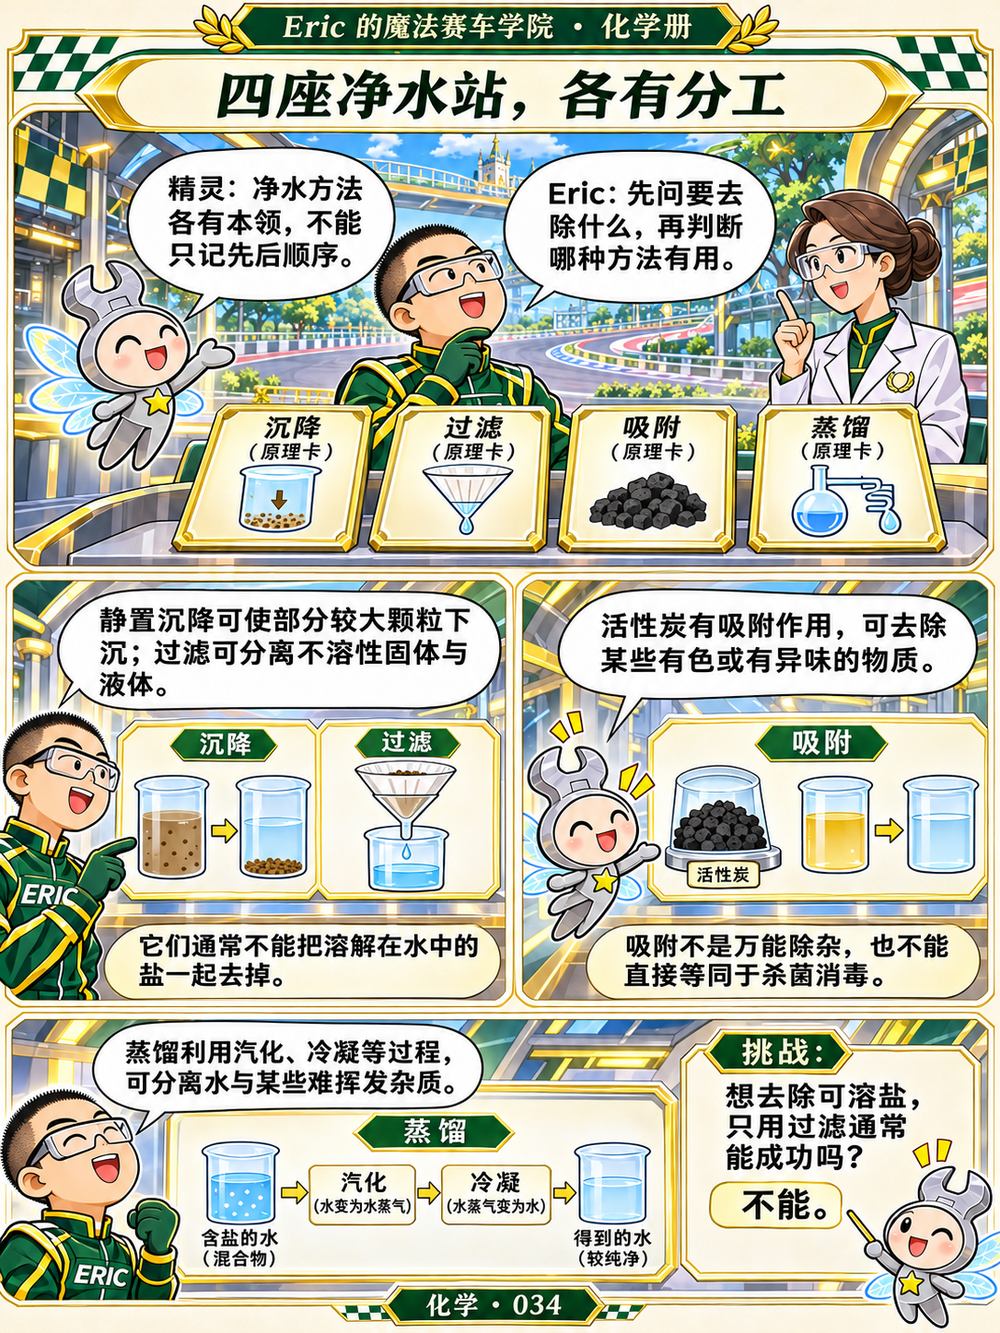 Eric 的魔法赛车学院 · 化学册
四座净水站，各有分工
精灵：净水方法
各有本领，不能
只记先后顺序。
Eric：先问要去
除什么，再判断
哪种方法有用。
沉降
（原理卡）
过滤
（原理卡）
吸附
（原理卡）
蒸馏
（原理卡）
静置沉降可使部分较大颗粒下
沉；过滤可分离不溶性固体与
液体。
沉降
过滤
ERIC
它们通常不能把溶解在水中的
盐一起去掉。
活性炭有吸附作用，可去除
某些有色或有异味的物质。
吸附
活性炭
吸附不是万能除杂，也不能
直接等同于杀菌消毒。
蒸馏利用汽化、冷凝等过程，
可分离水与某些难挥发杂质。
蒸馏
含盐的水
（混合物）
汽化
（水变为水蒸气）
冷凝
（水蒸气变为水）
得到的水
（较纯净）
ERIC
挑战：
想去除可溶盐，
只用过滤通常
能成功吗？
不能。
化学 · 034